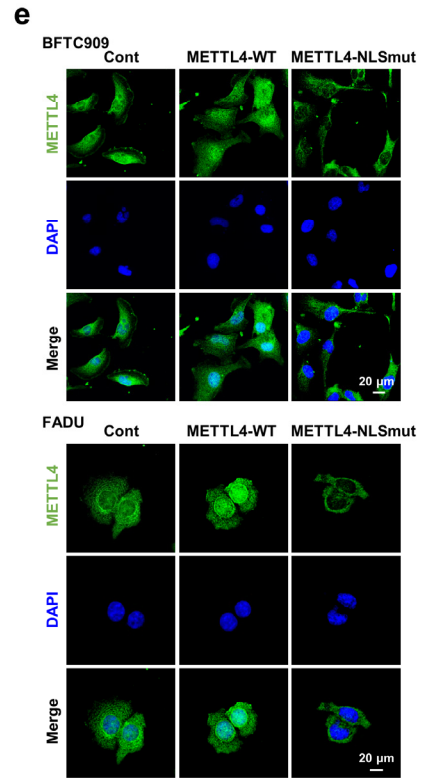 e
BFTC909
Cont METTL4-WT METTL4-NLSmut
METTL4
DAPI
Merge
20 μm
FADU
Cont METTL4-WT METTL4-NLSmut
METTL4
DAPI
Merge
20 μm